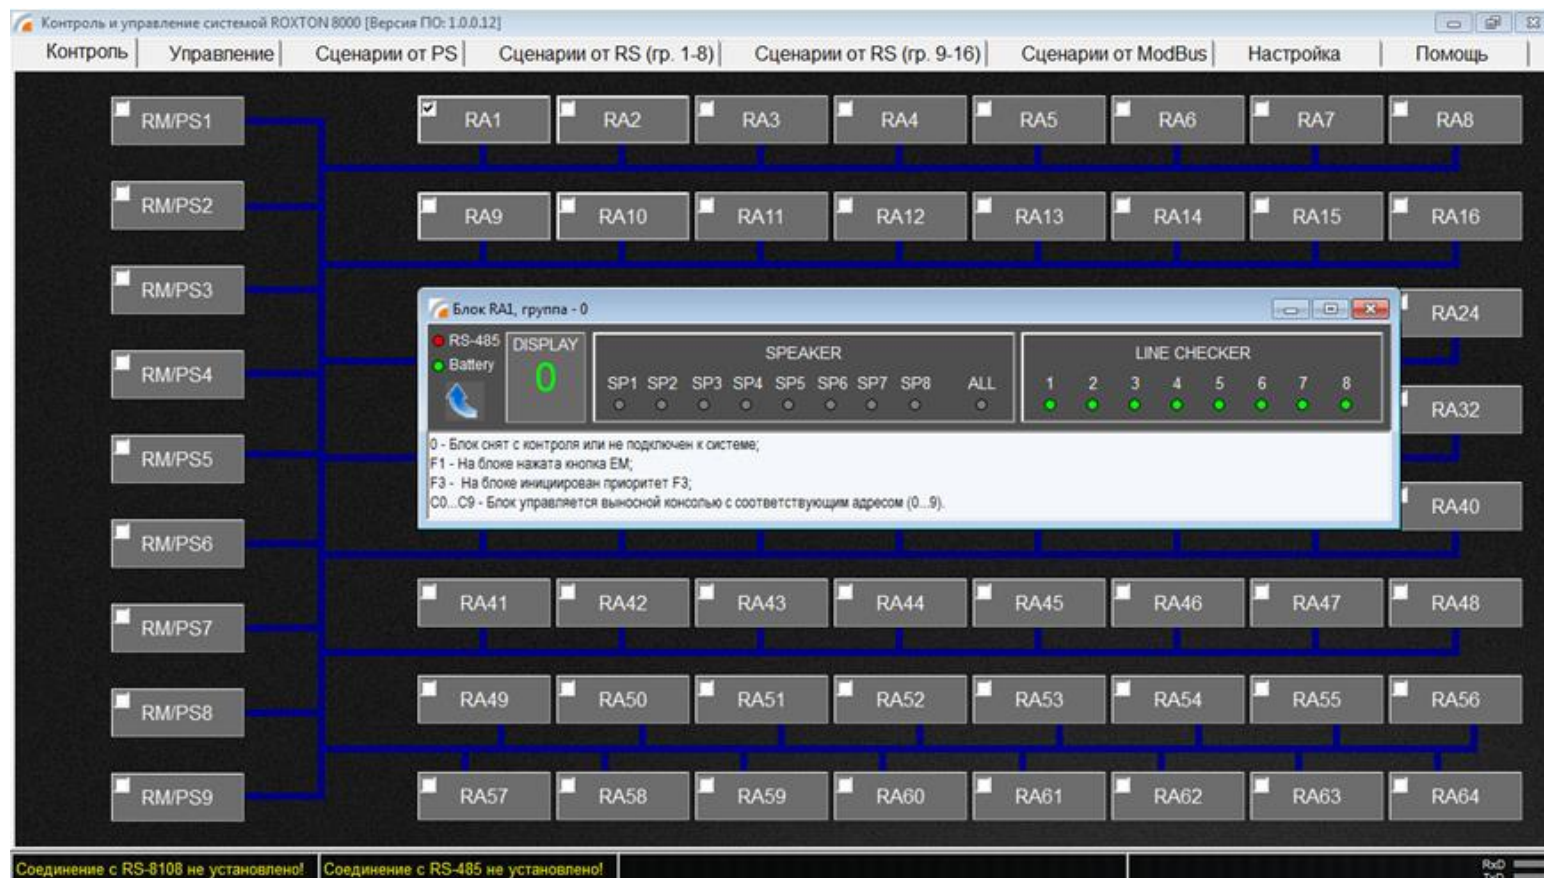 Контроль и управление системой ROXTON 8000 [Версия ПО: 1.0.0.12]
Контроль Управление Сценарии от PS Сценарии от RS (гр. 1-8) Сценарии от RS (гр. 9-16) Сценарии от ModBus Настройка Помощь
RM/PS1 RA1 RA2 RA3 RA4 RA5 RA6 RA7 RA8
RM/PS2 RA9 RA10 RA11 RA12 RA13 RA14 RA15 RA16
RM/PS3 RA24
Блок RA1, группа - 0
RS-485 DISPLAY SPEAKER LINE CHECKER
Battery 0 SP1 SP2 SP3 SP4 SP5 SP6 SP7 SP8 ALL 1 2 3 4 5 6 7 8
RM/PS4 RA32
0 - Блок снят с контроля или не подключен к системе;
F1 - На блоке нажата кнопка EM;
F3 - На блоке инициирован приоритет F3;
C0...C9 - Блок управляется выносной консолью с соответствующим адресом (0...9).
RM/PS5 RA40
RM/PS6
RM/PS7 RA41 RA42 RA43 RA44 RA45 RA46 RA47 RA48
RM/PS8 RA49 RA50 RA51 RA52 RA53 RA54 RA55 RA56
RM/PS9 RA57 RA58 RA59 RA60 RA61 RA62 RA63 RA64
Соединение с RS-8108 не установлено! Соединение с RS-485 не установлено! RxD
TxD